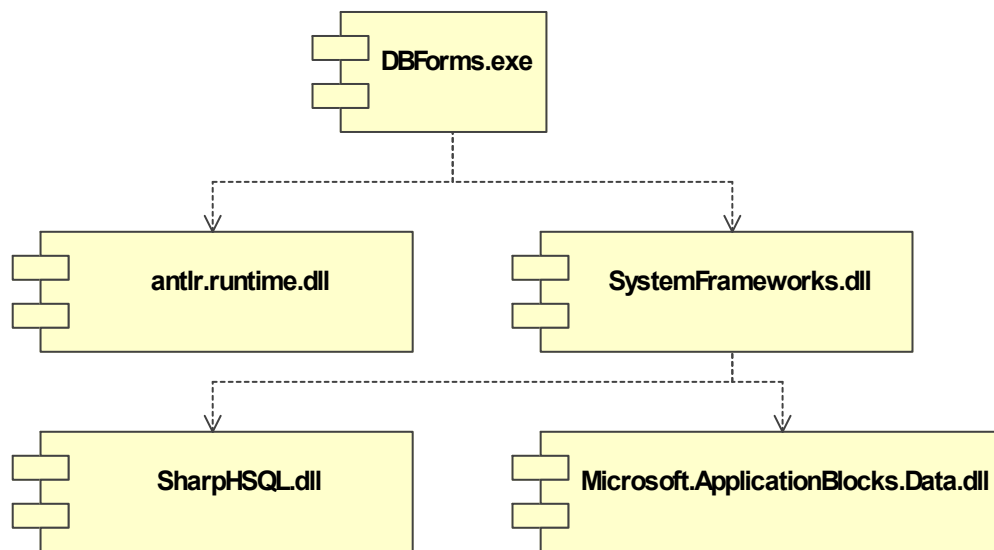 DBForms.exe
antlr.runtime.dll
SystemFrameworks.dll
SharpHSQL.dll
Microsoft.ApplicationBlocks.Data.dll